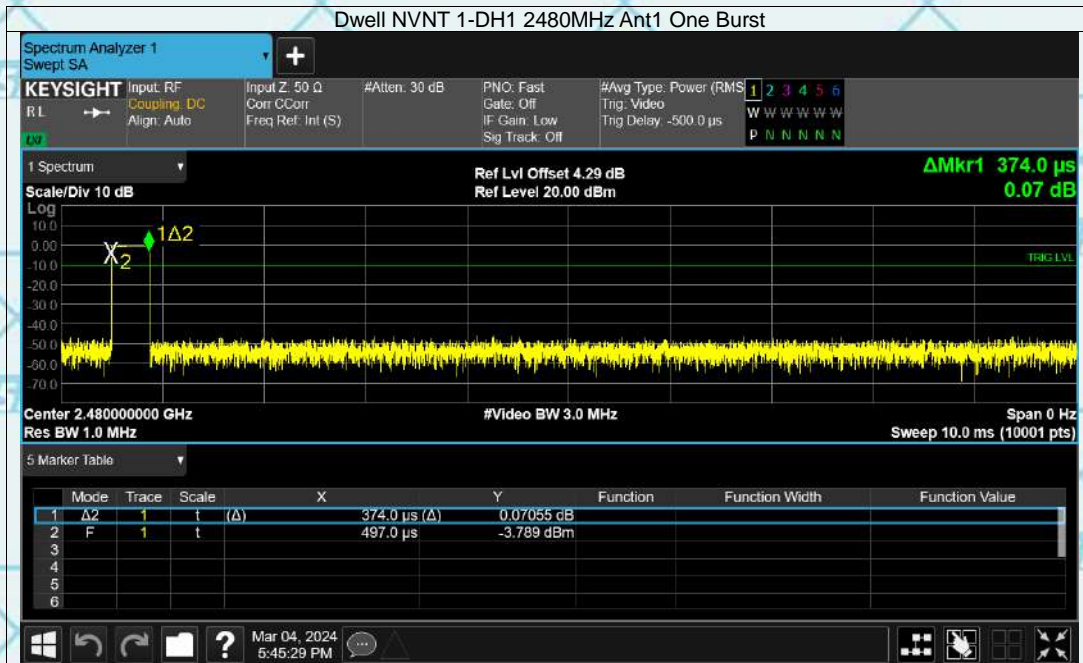 Dwell NVNT 1-DH1 2480MHz Ant1 One Burst
Spectrum Analyzer 1
Swept SA
+
KEYSIGHT Input: RF Input Z: 50 Ω #Atten: 30 dB PNO: Fast #Avg Type: Power (RMS 1 2 3 4 5 6
R L Coupling: DC Corr CCorr Gate: Off Trig: Video W W W W W W
Align: Auto Freq Ref: Int (S) IF Gain: Low Trig Delay: -500.0 µs
LXI Sig Track: Off P N N N N N
1 Spectrum Ref Lvl Offset 4.29 dB ΔMkr1 374.0 µs
Scale/Div 10 dB Ref Level 20.00 dBm 0.07 dB
Log
10.0
0.00
-10.0
-20.0
-30.0
-40.0
-50.0
-60.0
-70.0
1Δ2
X2
TRIG LVL
Center 2.480000000 GHz #Video BW 3.0 MHz Span 0 Hz
Res BW 1.0 MHz Sweep 10.0 ms (10001 pts)
5 Marker Table
Mode Trace Scale X Y Function Function Width Function Value
1 Δ2 1 t (Δ) 374.0 µs (Δ) 0.07055 dB
2 F 1 t 497.0 µs -3.789 dBm
3
4
5
6
? Mar 04, 2024
5:45:29 PM